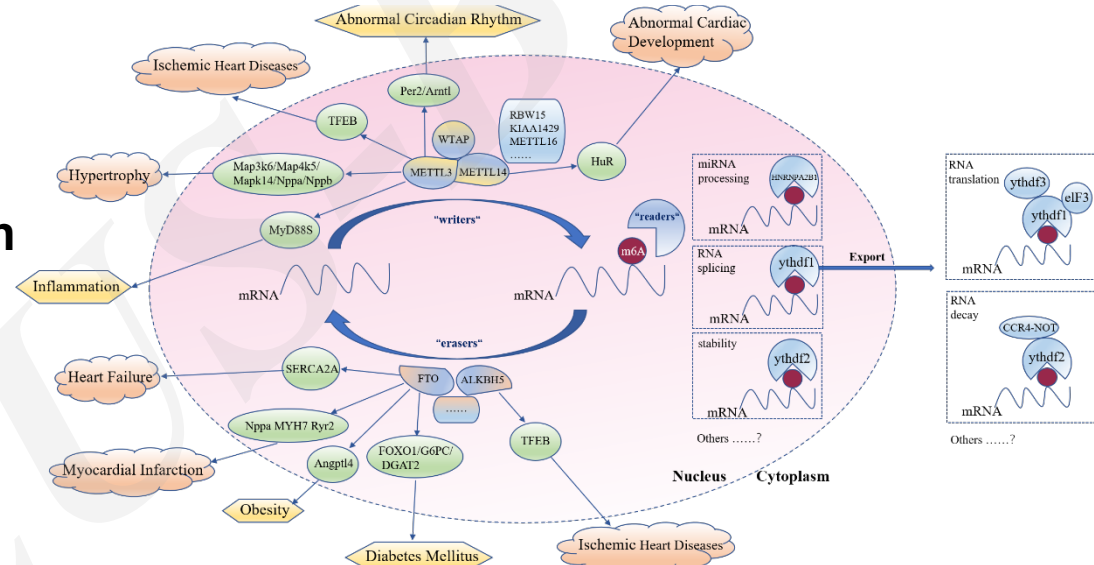 Abnormal Circadian Rhythm
Abnormal Cardiac
Development
Ischemic Heart Diseases
Per2/Arntl
TFEB
WTAP
RBW15
KIAA1429
METTL16
......
HuR
Hypertrophy
Map3k6/Map4k5/
Mapk14/Nppa/Nppb
METTL3
METTL14
MyD88S
"writers"
"readers"
m6A
n
Inflammation
mRNA
mRNA
"erasers"
miRNA
processing
HNRNPA2B1
mRNA
RNA
splicing
ythdf1
mRNA
stability
ythdf2
mRNA
Others ......?
Export
RNA
translation
ythdf3
eIF3
ythdf1
mRNA
RNA
decay
CCR4-NOT
ythdf2
mRNA
Others ......?
Heart Failure
SERCA2A
FTO
ALKBH5
......
Nppa MYH7 Ryr2
Myocardial Infarction
Angptl4
FOXO1/G6PC/
DGAT2
TFEB
Obesity
Diabetes Mellitus
Ischemic Heart Diseases
Nucleus
Cytoplasm